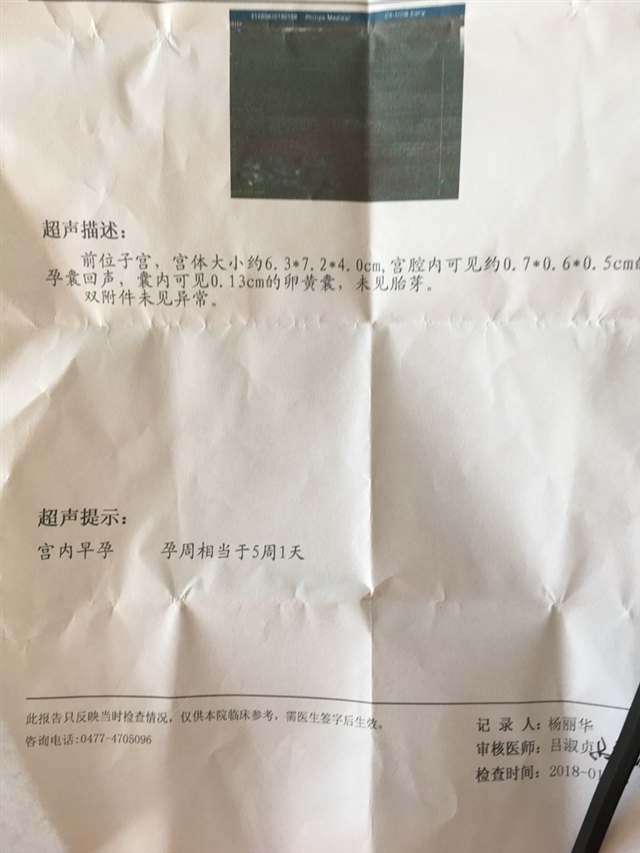 Philips Medical
超声描述：
前位子宫，宫体大小约6.3*7.2*4.0cm,宫腔内可见约0.7*0.6*0.5cm的
孕囊回声，囊内可见0.13cm的卵黄囊，未见胎芽。
双附件未见异常。
超声提示：
宫内早孕 孕周相当于5周1天
此报告只反映当时检查情况，仅供本院临床参考，需医生签字后生效。
咨询电话:0477-4705096
记 录 人：杨丽华
审核医师：吕淑贞
检查时间：2018-01